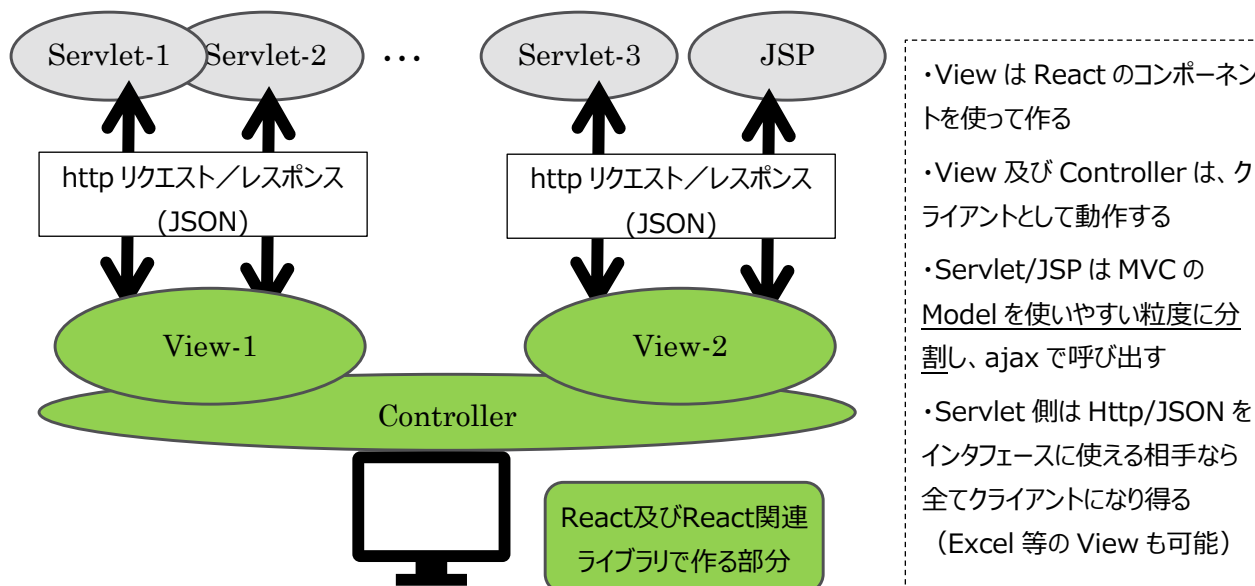 Servlet-1
Servlet-2
…
Servlet-3
JSP
http リクエスト／レスポンス
(JSON)
http リクエスト／レスポンス
(JSON)
View-1
View-2
Controller
React及びReact関連
ライブラリで作る部分
・View は React のコンポーネン
トを使って作る
・View 及び Controller は、ク
ライアントとして動作する
・Servlet/JSP は MVC の
Model を使いやすい粒度に分
割し、ajax で呼び出す
・Servlet 側は Http/JSON を
インタフェースに使える相手なら
全てクライアントになり得る
（Excel 等の View も可能）